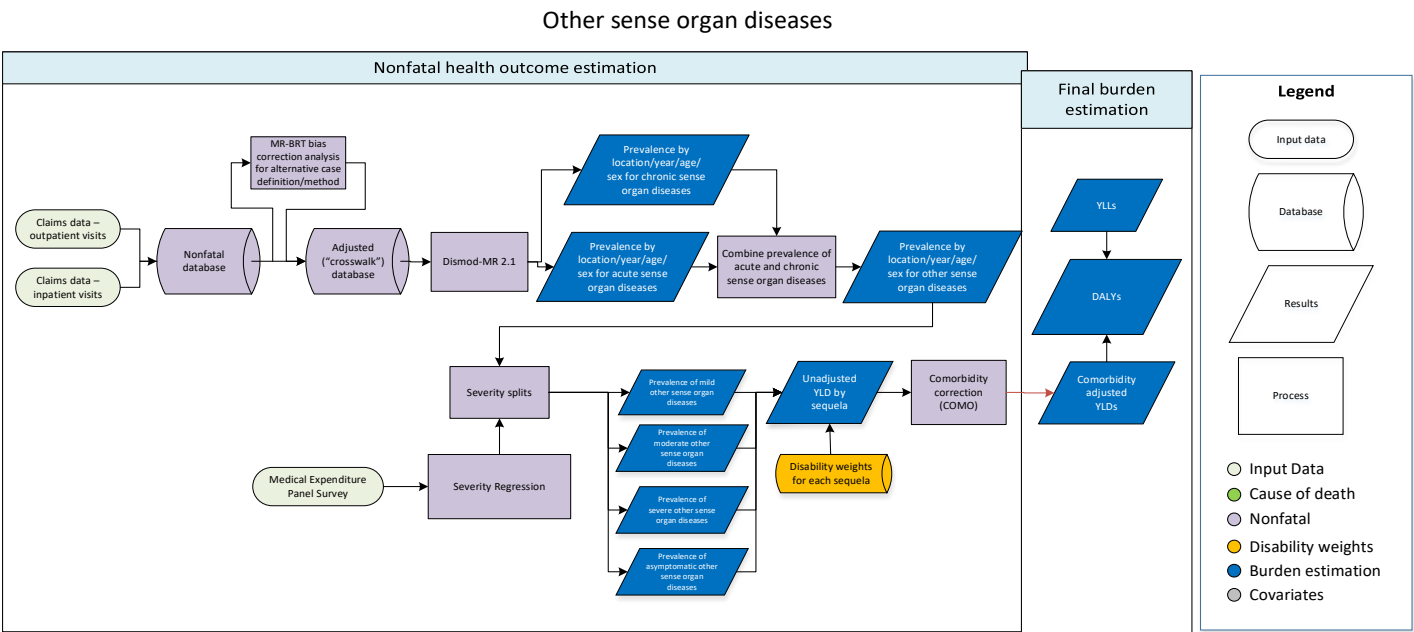 Other sense organ diseases
Nonfatal health outcome estimation
Final burden
estimation
Legend
Input data
Database
Results
Process
Input Data
Cause of death
Nonfatal
Disability weights
Burden estimation
Covariates
MR-BRT bias
correction analysis
for alternative case
definition/method
Claims data –
outpatient visits
Claims data –
inpatient visits
Nonfatal
database
Adjusted
(“crosswalk”)
database
Dismod-MR 2.1
Prevalence by
location/year/age/
sex for chronic sense
organ diseases
Prevalence by
location/year/age/
sex for acute sense
organ diseases
Combine prevalence of
acute and chronic
sense organ diseases
Prevalence by
location/year/age/
sex for other sense
organ diseases
YLLs
DALYs
Severity splits
Prevalence of mild
other sense organ
diseases
Prevalence of
moderate other
sense organ
diseases
Prevalence of
severe other sense
organ diseases
Prevalence of
asymptomatic other
sense organ
diseases
Unadjusted
YLD by
sequela
Comorbidity
correction
(COMO)
Comorbidity
adjusted
YLDs
Disability weights
for each sequela
Medical Expenditure
Panel Survey
Severity Regression